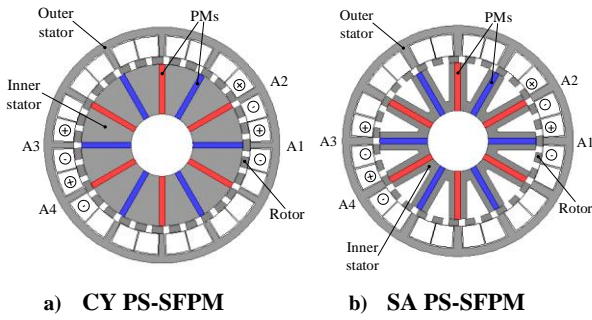 Outer
stator
PMs
Inner
stator
A2
A1
A3
A4
Rotor
a) CY PS-SFPM
Outer
stator
PMs
A2
A1
A3
A4
Rotor
Inner
stator
b) SA PS-SFPM